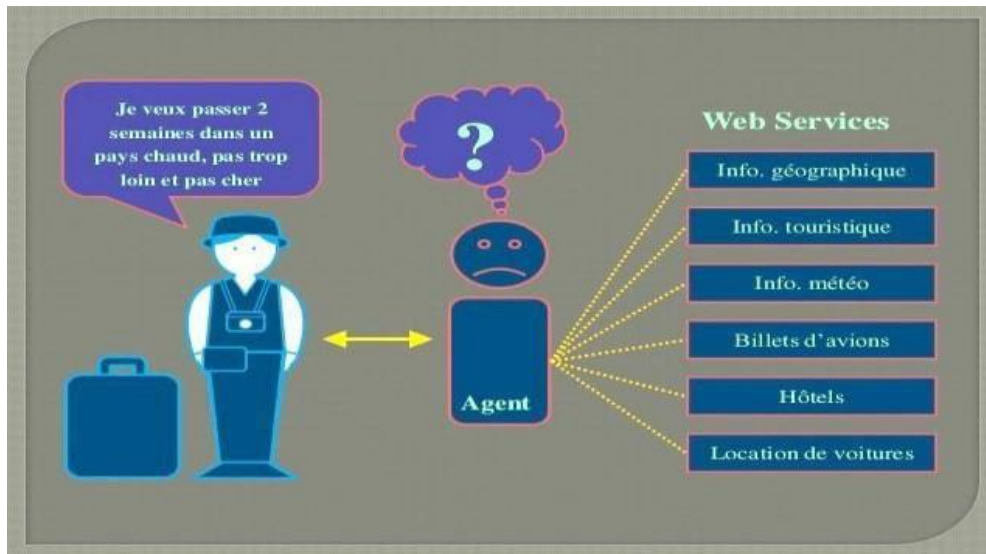 Je veux passer 2
semaines dans un
pays chaud, pas trop
loin et pas cher
?
Agent
Web Services
Info. géographique
Info. touristique
Info. météo
Billets d'avions
Hôtels
Location de voitures